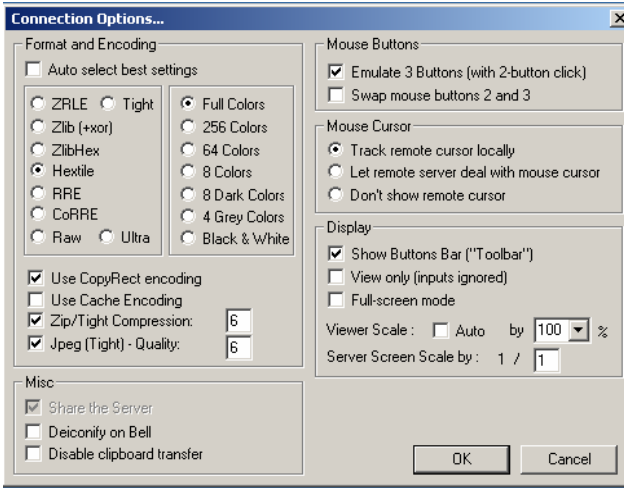 Connection Options...
Format and Encoding
Auto select best settings
ZRLE Tight
Zlib (+xor)
ZlibHex
Hextile
RRE
CoRRE
Raw Ultra
Full Colors
256 Colors
64 Colors
8 Colors
8 Dark Colors
4 Grey Colors
Black & White
Use CopyRect encoding
Use Cache Encoding
Zip/Tight Compression: 6
Jpeg (Tight) - Quality: 6
Misc
Share the Server
Deiconify on Bell
Disable clipboard transfer
Mouse Buttons
Emulate 3 Buttons (with 2-button click)
Swap mouse buttons 2 and 3
Mouse Cursor
Track remote cursor locally
Let remote server deal with mouse cursor
Don't show remote cursor
Display
Show Buttons Bar ("Toolbar")
View only (inputs ignored)
Full-screen mode
Viewer Scale : Auto by 100 %
Server Screen Scale by : 1 / 1
OK Cancel